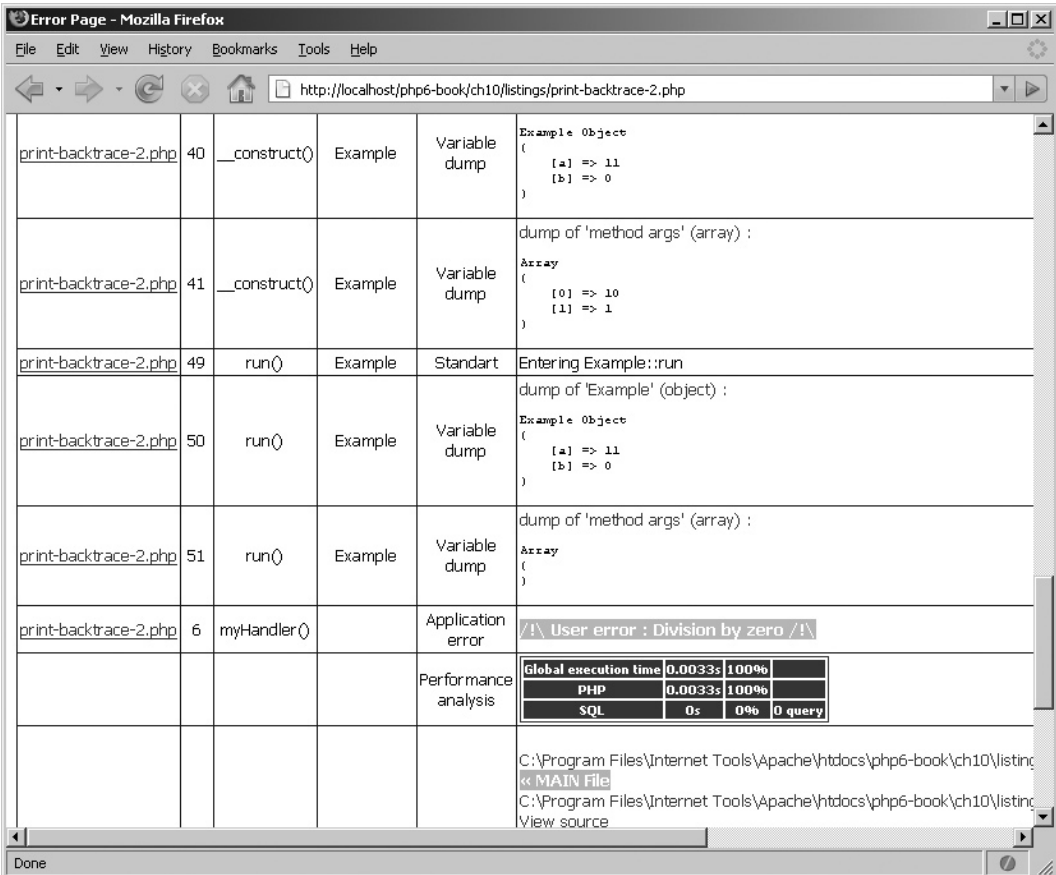 Error Page - Mozilla Firefox
File Edit View History Bookmarks Tools Help
http://localhost/php6-book/ch10/listings/print-backtrace-2.php
print-backtrace-2.php 40 __construct() Example Variable dump
Example Object
(
[a] => 11
[b] => 0
)
print-backtrace-2.php 41 __construct() Example Variable dump
dump of 'method args' (array) :
Array
(
[0] => 10
[1] => 1
)
print-backtrace-2.php 49 run() Example Standart Entering Example::run
print-backtrace-2.php 50 run() Example Variable dump
dump of 'Example' (object) :
Example Object
(
[a] => 11
[b] => 0
)
print-backtrace-2.php 51 run() Example Variable dump
dump of 'method args' (array) :
Array
(
)
print-backtrace-2.php 6 myHandler() Application error /!\ User error : Division by zero /!\
Performance analysis
Global execution time 0.0033s 100%
PHP 0.0033s 100%
SQL 0s 0% 0 query
C:\Program Files\Internet Tools\Apache\htdocs\php6-book\ch10\listing
« MAIN File
C:\Program Files\Internet Tools\Apache\htdocs\php6-book\ch10\listing
View source
Done